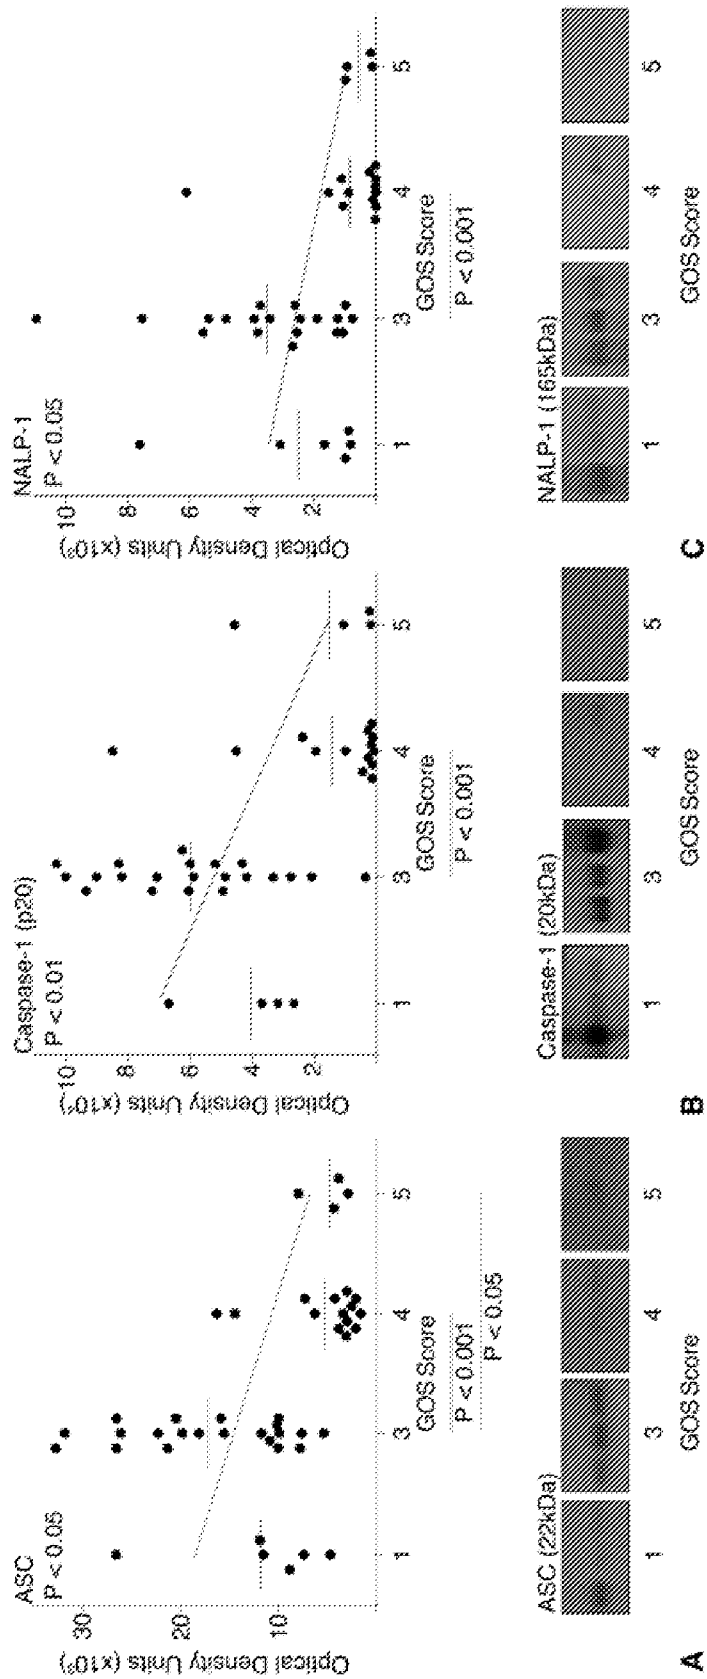 ASC
P < 0.05
Optical Density Units (x10⁶)
30
20
10
1 3 4 5
GOS Score
P < 0.001
P < 0.05
ASC (22kDa)
1 3 4 5
GOS Score
A
Caspase-1 (p20)
P < 0.01
Optical Density Units
10
8
6
4
2
1 3 4 5
GOS Score
P < 0.001
Caspase-1 (20kDa)
1 3 4 5
GOS Score
B
NALP-1
P < 0.05
Optical Density Units
10
8
6
4
2
1 3 4 5
GOS Score
P < 0.001
NALP-1 (165kDa)
1 3 4 5
GOS Score
C